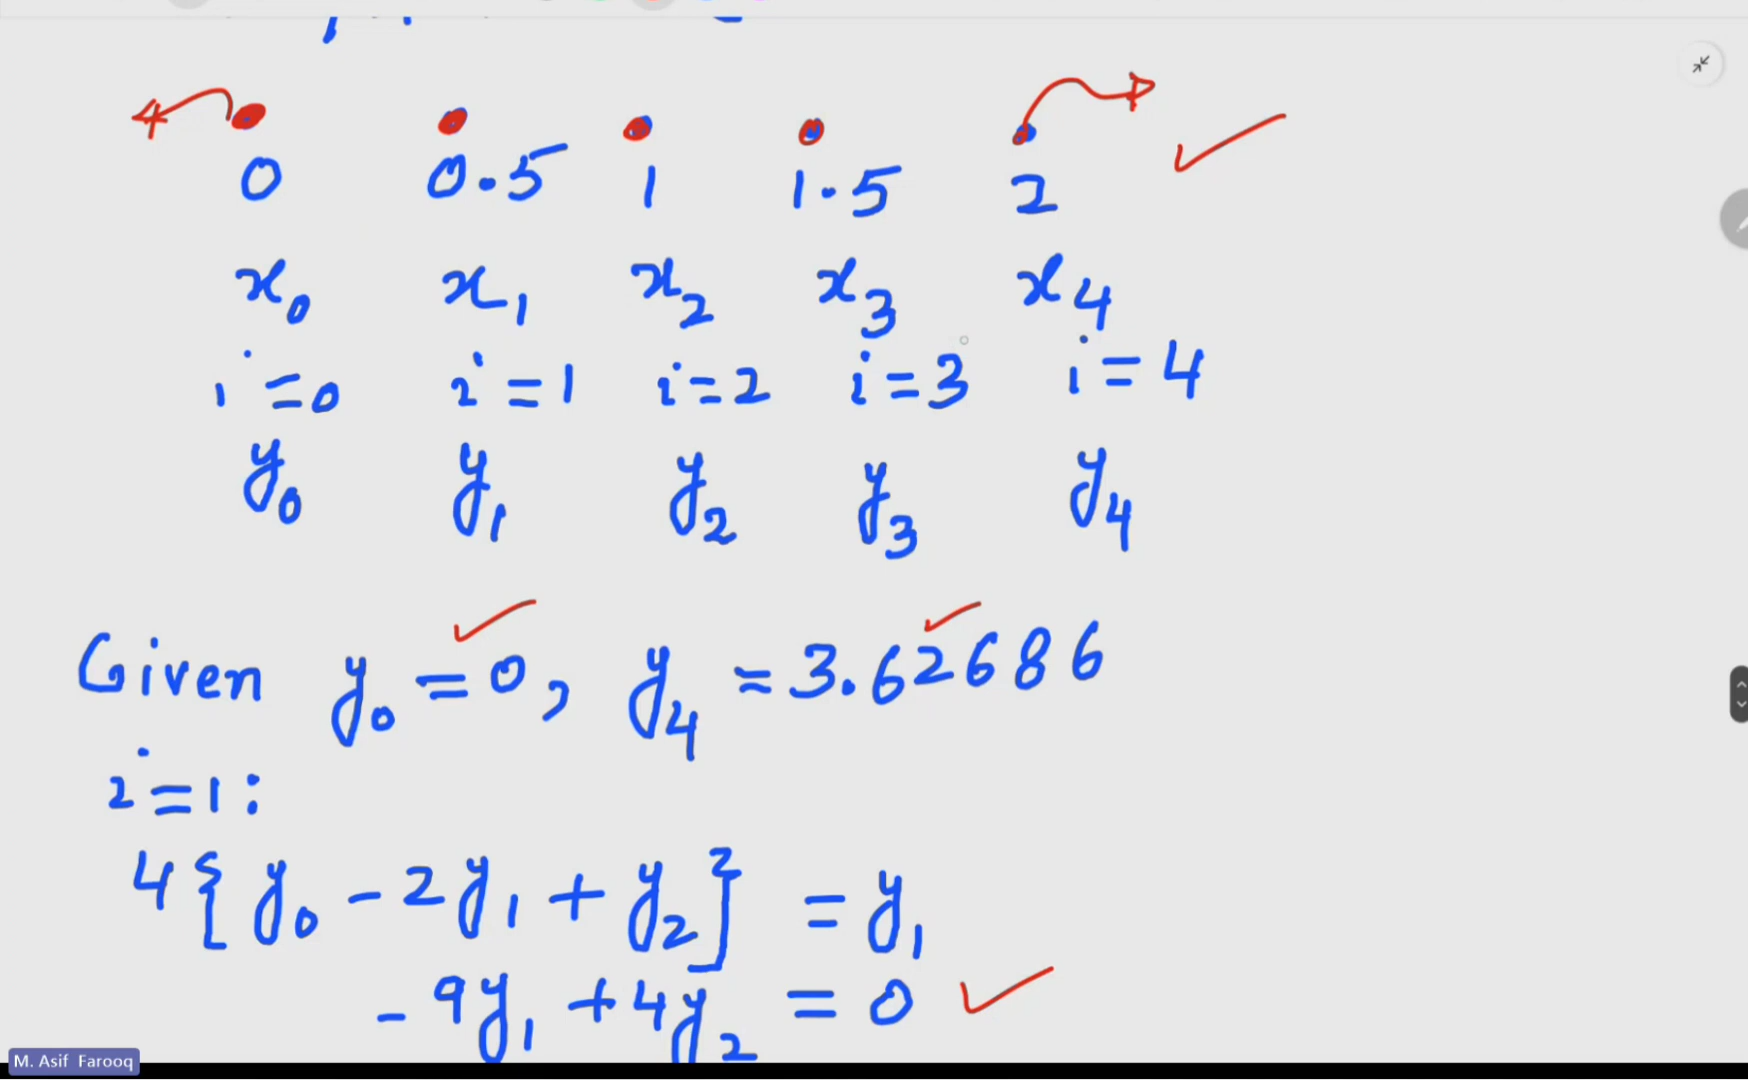 0 0.5 1 1.5 2
x₀ x₁ x₂ x₃ x₄
i=0 i=1 i=2 i=3 i=4
y₀ y₁ y₂ y₃ y₄
Given y₀=0, y₄=3.62686
i=1:
4{y₀-2y₁+y₂}=y₁
-9y₁+4y₂=0
M. Asif Farooq